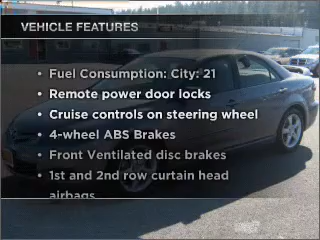 VEHICLE FEATURES
• Fuel Consumption: City: 21
• Remote power door locks
• Cruise controls on steering wheel
• 4-wheel ABS Brakes
• Front Ventilated disc brakes
• 1st and 2nd row curtain head
airbags